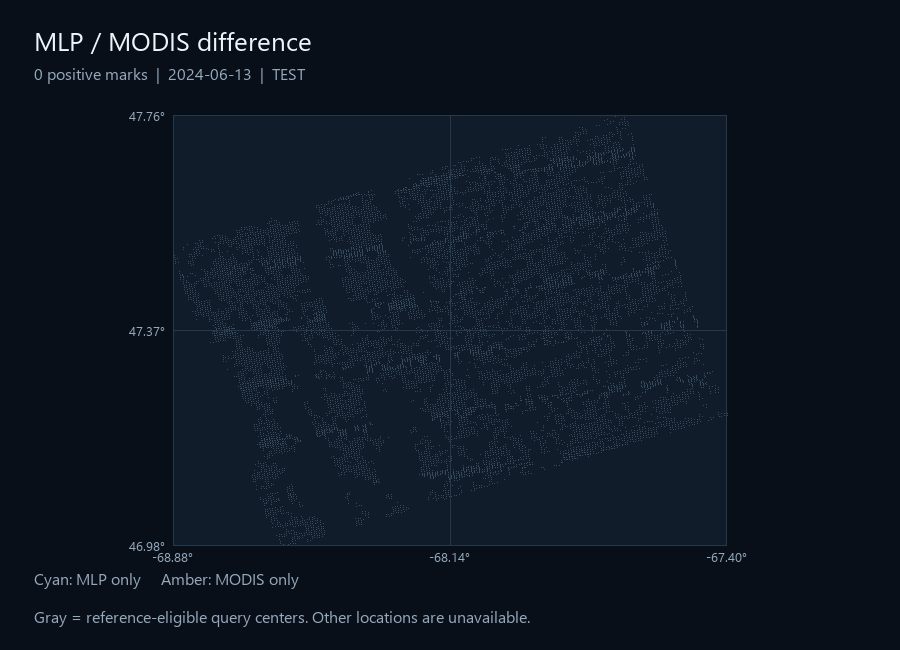 MLP / MODIS difference
0 positive marks | 2024-06-13 | TEST
47.76°
47.37°
46.98°
-68.88° -68.14° -67.40°
Cyan: MLP only Amber: MODIS only
Gray = reference-eligible query centers. Other locations are unavailable.